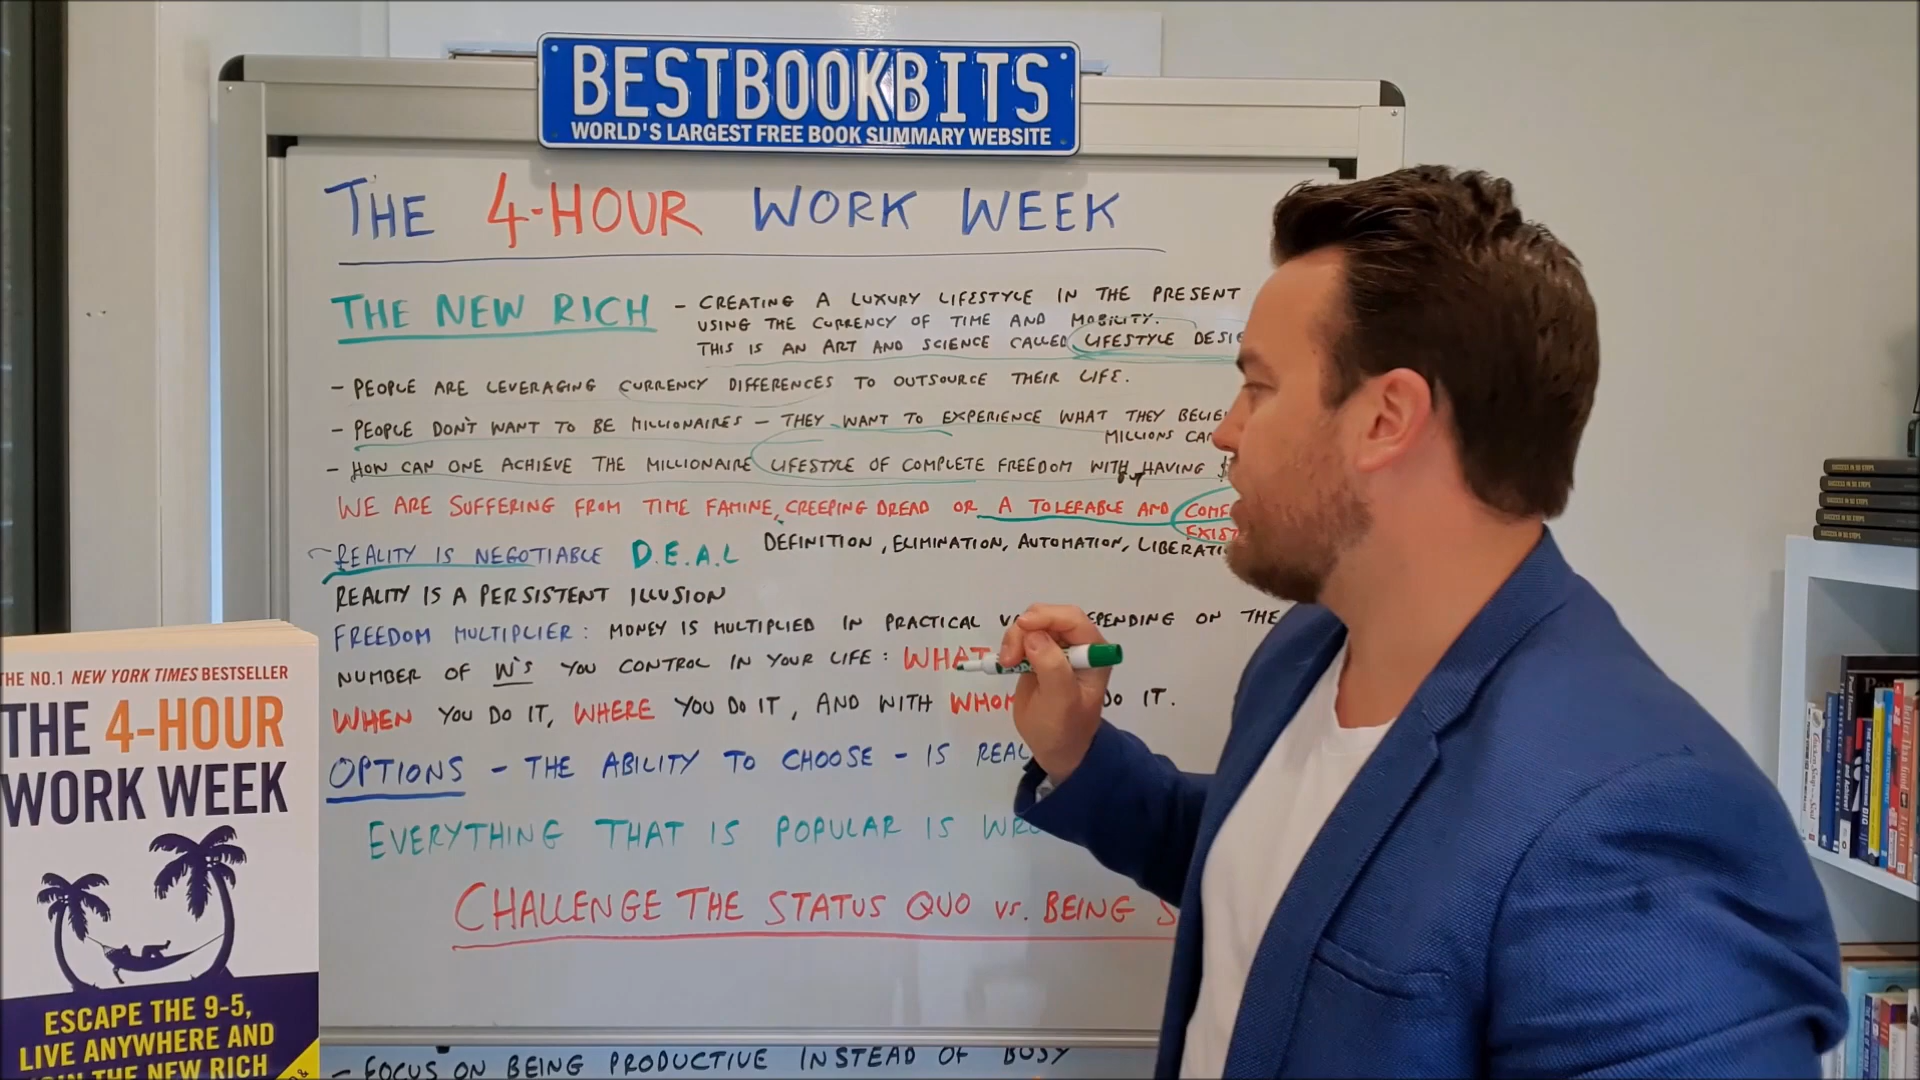 BESTBOOKBITS
WORLD'S LARGEST FREE BOOK SUMMARY WEBSITE
THE 4-HOUR WORK WEEK
THE NEW RICH - CREATING A LUXURY LIFESTYLE IN THE PRESENT
USING THE CURRENCY OF TIME AND MOBILITY.
THIS IS AN ART AND SCIENCE CALLED LIFESTYLE
- PEOPLE ARE LEVERAGING CURRENCY DIFFERENCES TO OUTSOURCE THEIR LIFE.
- PEOPLE DON'T WANT TO BE MILLIONAIRES - THEY WANT TO EXPERIENCE WHAT THEY
MILLIONS
- HOW CAN ONE ACHIEVE THE MILLIONAIRE LIFESTYLE OF COMPLETE FREEDOM WITH HAVING
WE ARE SUFFERING FROM TIME FAMINE, CREEPING DREAD OR A TOLERABLE AND
REALITY IS NEGOTIABLE D.E.A.L DEFINITION, ELIMINATION, AUTOMATION,
REALITY IS A PERSISTENT ILLUSION
FREEDOM MULTIPLIER: MONEY IS MULTIPLIED IN PRACTICAL ON THE
NUMBER OF W'S YOU CONTROL IN YOUR LIFE: WHAT
WHEN YOU DO IT, WHERE YOU DO IT, AND WITH WHOM DO IT.
OPTIONS - THE ABILITY TO CHOOSE - IS
EVERYTHING THAT IS POPULAR IS
CHALLENGE THE STATUS QUO VS. BEING
- FOCUS ON BEING PRODUCTIVE INSTEAD OF BUSY
THE NO.1 NEW YORK TIMES BESTSELLER
THE 4-HOUR
WORK WEEK
ESCAPE THE 9-5,
LIVE ANYWHERE AND
JOIN THE NEW RICH